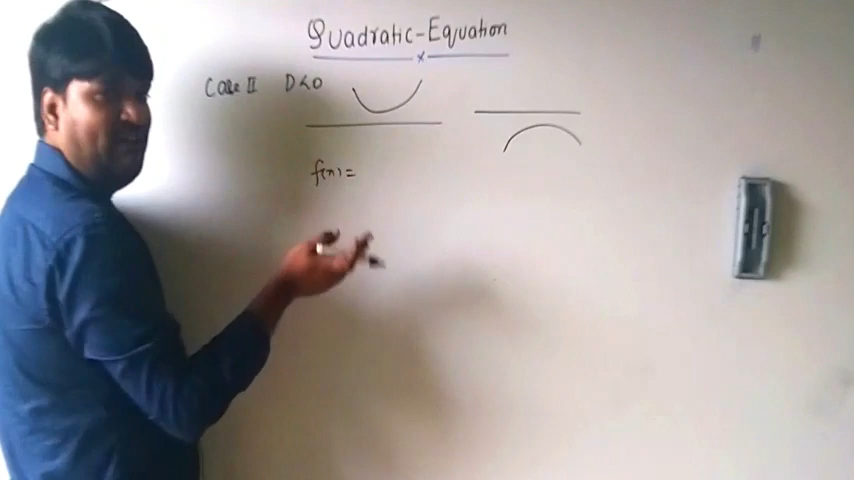 Quadratic-Equation
x
Case II D<0
f(n)=